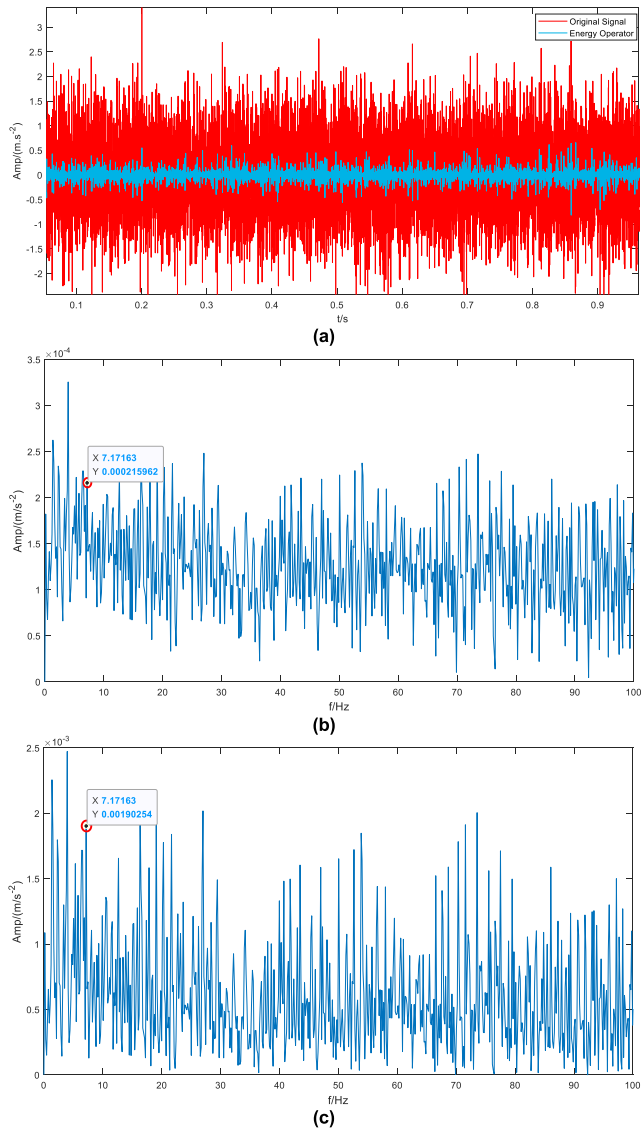 Original Signal
Energy Operator
3
2.5
2
1.5
1
0.5
0
-0.5
-1
-1.5
-2
Amp/(m.s-2)
0.1 0.2 0.3 0.4 0.5 0.6 0.7 0.8 0.9
t/s
(a)
×10-4
3.5
3
2.5
2
1.5
1
0.5
0
Amp/(m/s-2)
X 7.17163
Y 0.000215962
0 10 20 30 40 50 60 70 80 90 100
f/Hz
(b)
×10-3
2.5
2
1.5
1
0.5
0
Amp/(m/s-2)
X 7.17163
Y 0.00190254
0 10 20 30 40 50 60 70 80 90 100
f/Hz
(c)